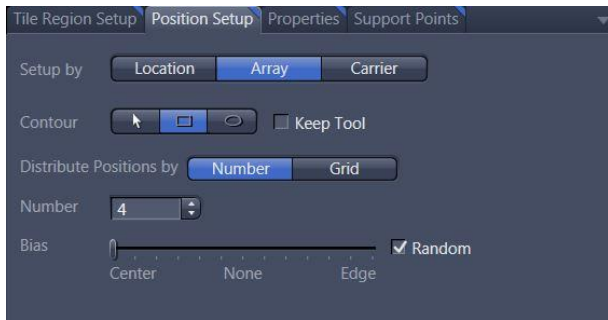 Tile Region Setup Position Setup Properties Support Points
Setup by Location Array Carrier
Contour Keep Tool
Distribute Positions by Number Grid
Number 4
Bias Random
Center None Edge